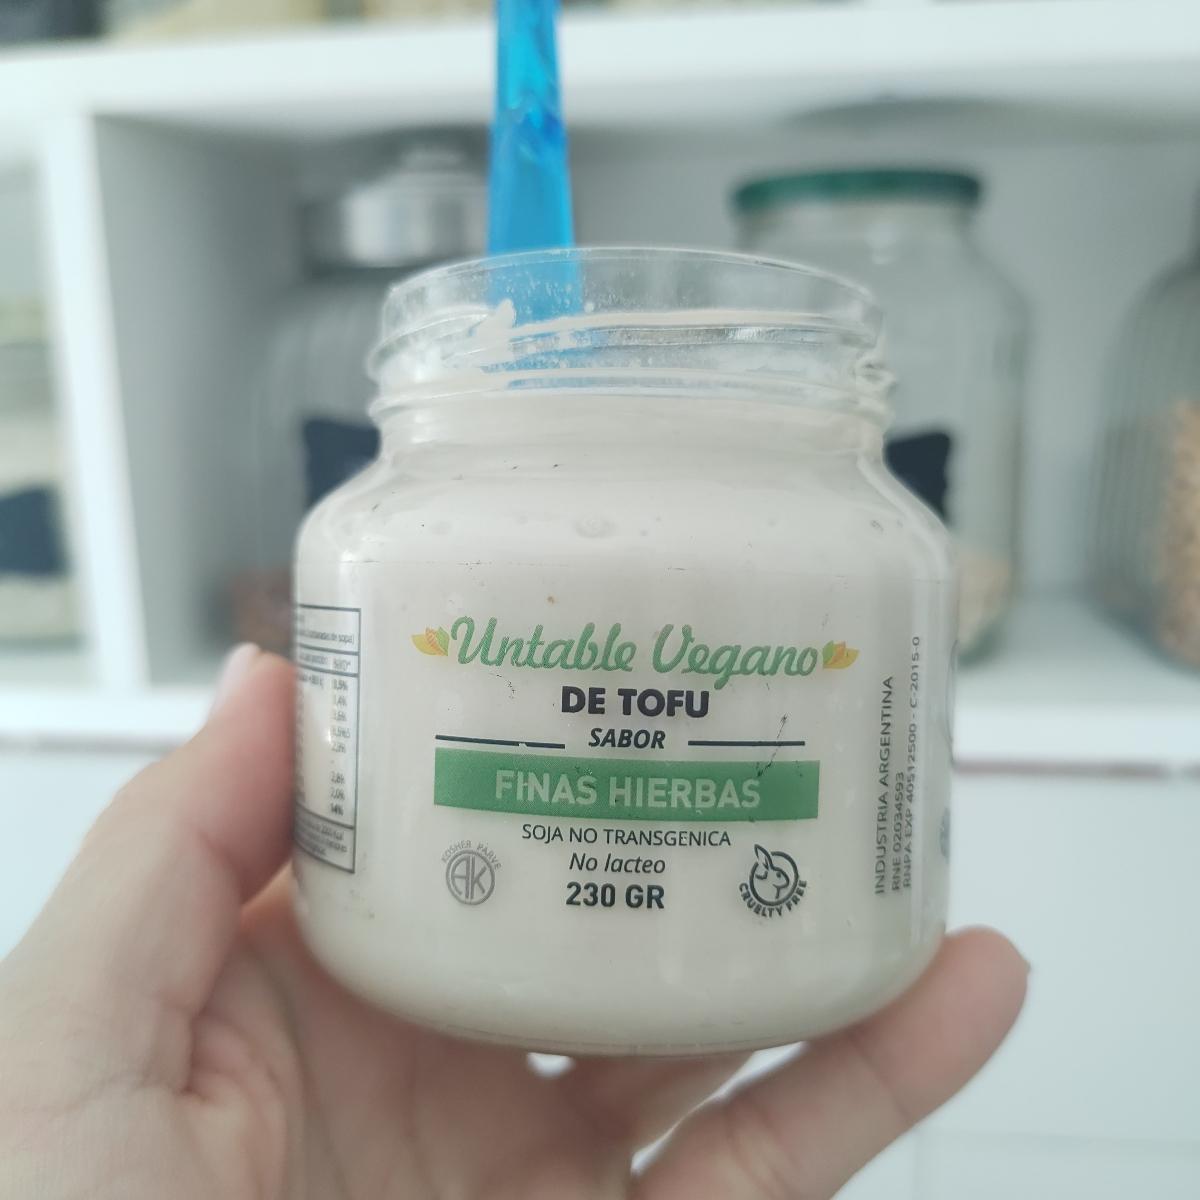 Untable Vegano
DE TOFU
SABOR
FINAS HIERBAS
SOJA NO TRANSGENICA
No lacteo
230 GR
KOSHER PARVE
AK
CRUELTY FREE
INDUSTRIA ARGENTINA
RNE 02034593
RNPA EXP 40512500 - C-2015-0